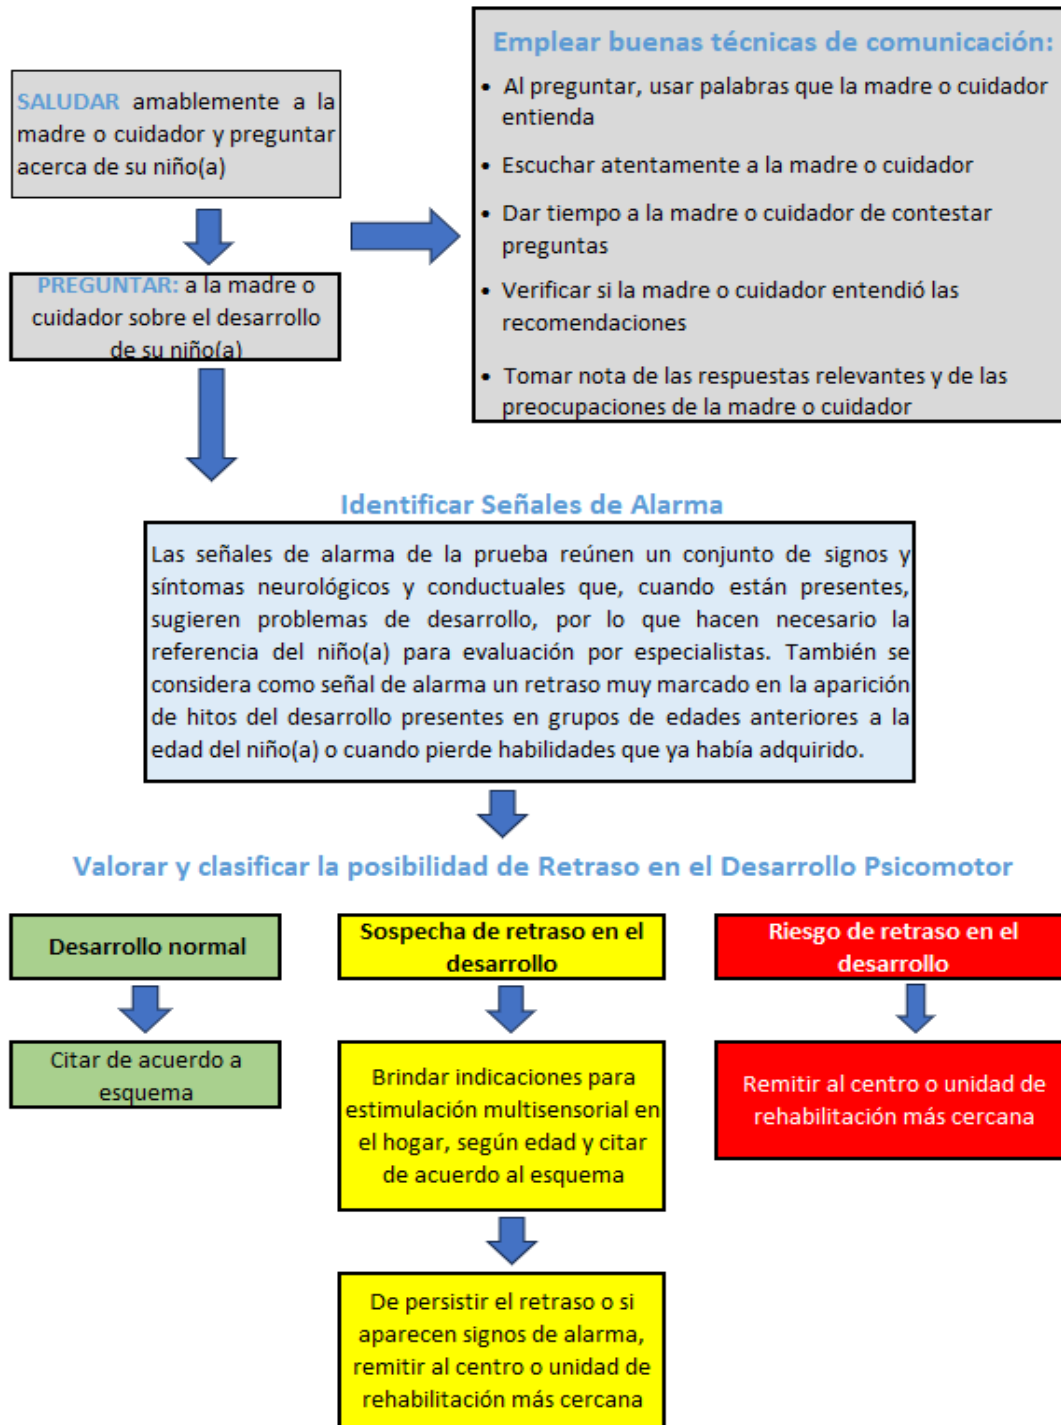 SALUDAR amablemente a la
madre o cuidador y preguntar
acerca de su niño(a)
PREGUNTAR: a la madre o
cuidador sobre el desarrollo
de su niño(a)
Emplear buenas técnicas de comunicación:
• Al preguntar, usar palabras que la madre o cuidador
entienda
• Escuchar atentamente a la madre o cuidador
• Dar tiempo a la madre o cuidador de contestar
preguntas
• Verificar si la madre o cuidador entendió las
recomendaciones
• Tomar nota de las respuestas relevantes y de las
preocupaciones de la madre o cuidador
Identificar Señales de Alarma
Las señales de alarma de la prueba reúnen un conjunto de signos y
síntomas neurológicos y conductuales que, cuando están presentes,
sugieren problemas de desarrollo, por lo que hacen necesario la
referencia del niño(a) para evaluación por especialistas. También se
considera como señal de alarma un retraso muy marcado en la aparición
de hitos del desarrollo presentes en grupos de edades anteriores a la
edad del niño(a) o cuando pierde habilidades que ya había adquirido.
Valorar y clasificar la posibilidad de Retraso en el Desarrollo Psicomotor
Desarrollo normal
Citar de acuerdo a
esquema
Sospecha de retraso en el
desarrollo
Brindar indicaciones para
estimulación multisensorial en
el hogar, según edad y citar
de acuerdo al esquema
De persistir el retraso o si
aparecen signos de alarma,
remitir al centro o unidad de
rehabilitación más cercana
Riesgo de retraso en el
desarrollo
Remitir al centro o unidad de
rehabilitación más cercana